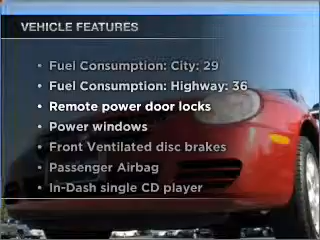 VEHICLE FEATURES
• Fuel Consumption: City: 29
• Fuel Consumption: Highway: 36
• Remote power door locks
• Power windows
• Front Ventilated disc brakes
• Passenger Airbag
• In-Dash single CD player